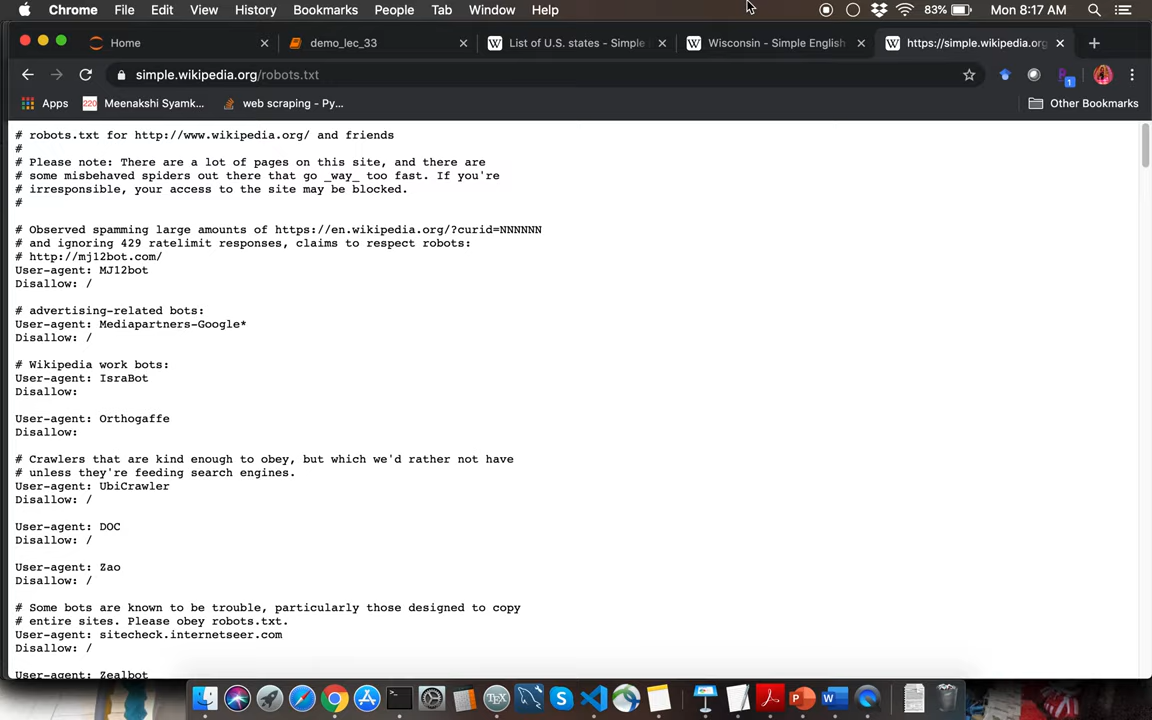 Chrome File Edit View History Bookmarks People Tab Window Help 83% Mon 8:17 AM
Home demo_lec_33 List of U.S. states - Simple Wisconsin - Simple English https://simple.wikipedia.org
simple.wikipedia.org/robots.txt 1
Apps 220 Meenakshi Syamk... web scraping - Py... Other Bookmarks
# robots.txt for http://www.wikipedia.org/ and friends
#
# Please note: There are a lot of pages on this site, and there are
# some misbehaved spiders out there that go _way_ too fast. If you're
# irresponsible, your access to the site may be blocked.
#
# Observed spamming large amounts of https://en.wikipedia.org/?curid=NNNNNN
# and ignoring 429 ratelimit responses, claims to respect robots:
# http://mj12bot.com/
User-agent: MJ12bot
Disallow: /
# advertising-related bots:
User-agent: Mediapartners-Google*
Disallow: /
# Wikipedia work bots:
User-agent: IsraBot
Disallow:
User-agent: Orthogaffe
Disallow:
# Crawlers that are kind enough to obey, but which we'd rather not have
# unless they're feeding search engines.
User-agent: UbiCrawler
Disallow: /
User-agent: DOC
Disallow: /
User-agent: Zao
Disallow: /
# Some bots are known to be trouble, particularly those designed to copy
# entire sites. Please obey robots.txt.
User-agent: sitecheck.internetseer.com
Disallow: /
User-agent: Zealbot